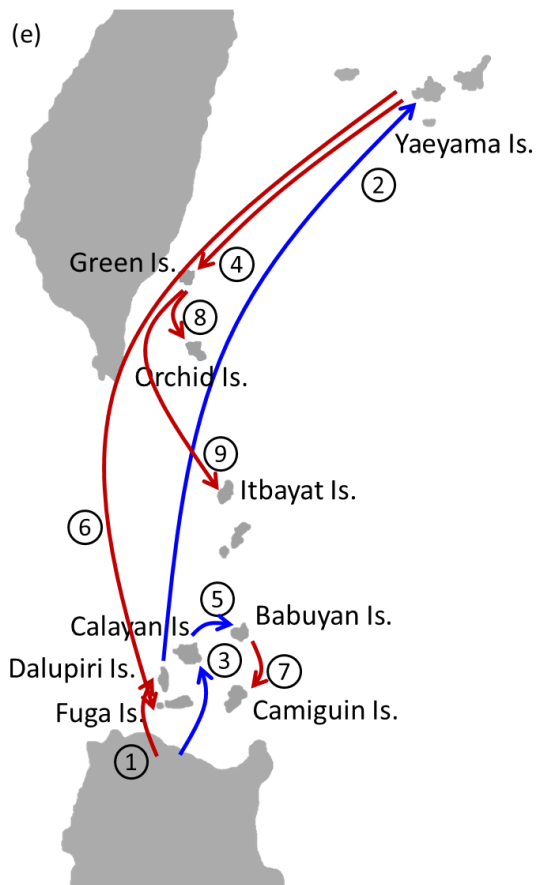 (e)
Yaeyama Is.
2
Green Is.
4
8
Orchid Is.
9
Itbayat Is.
6
5
Calayan Is
Babuyan Is.
3
Dalupiri Is.
7
Fuga Is.
Camiguin Is.
1